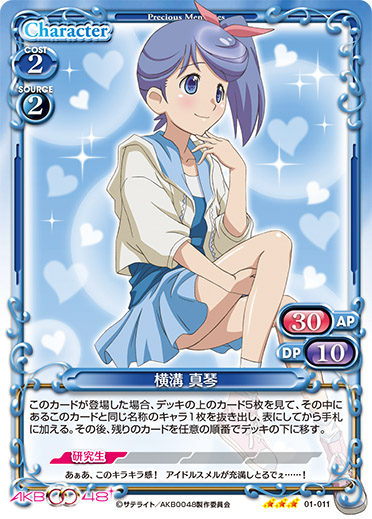 Precious Memories
Character
COST
2
SOURCE
2
30 AP
DP 10
横溝 真琴
このカードが登場した場合、デッキの上のカード5枚を見て、その中に
あるこのカードと同じ名称のキャラ1枚を抜き出し、表にしてから手札
に加える。その後、残りのカードを任意の順番でデッキの下に移す。
研究生
あぁあ、このキラキラ感！ アイドルスメルが充満しとるでぇ……！
AKB0048
©サテライト／AKB0048製作委員会
01-011